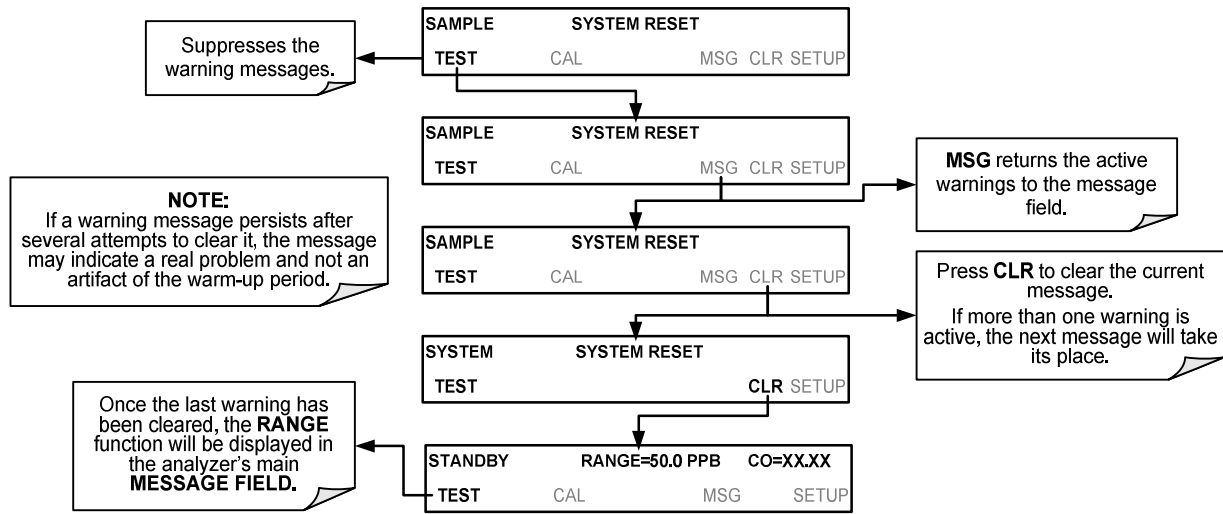 SAMPLE SYSTEM RESET
TEST CAL MSG CLR SETUP
Suppresses the
warning messages.
SAMPLE SYSTEM RESET
TEST CAL MSG CLR SETUP
MSG returns the active
warnings to the message
field.
NOTE:
If a warning message persists after
several attempts to clear it, the message
may indicate a real problem and not an
artifact of the warm-up period.
SAMPLE SYSTEM RESET
TEST CAL MSG CLR SETUP
Press CLR to clear the current
message.
If more than one warning is
active, the next message will take
its place.
SYSTEM SYSTEM RESET
TEST CLR SETUP
Once the last warning has
been cleared, the RANGE
function will be displayed in
the analyzer's main
MESSAGE FIELD.
STANDBY RANGE=50.0 PPB CO=XX.XX
TEST CAL MSG SETUP